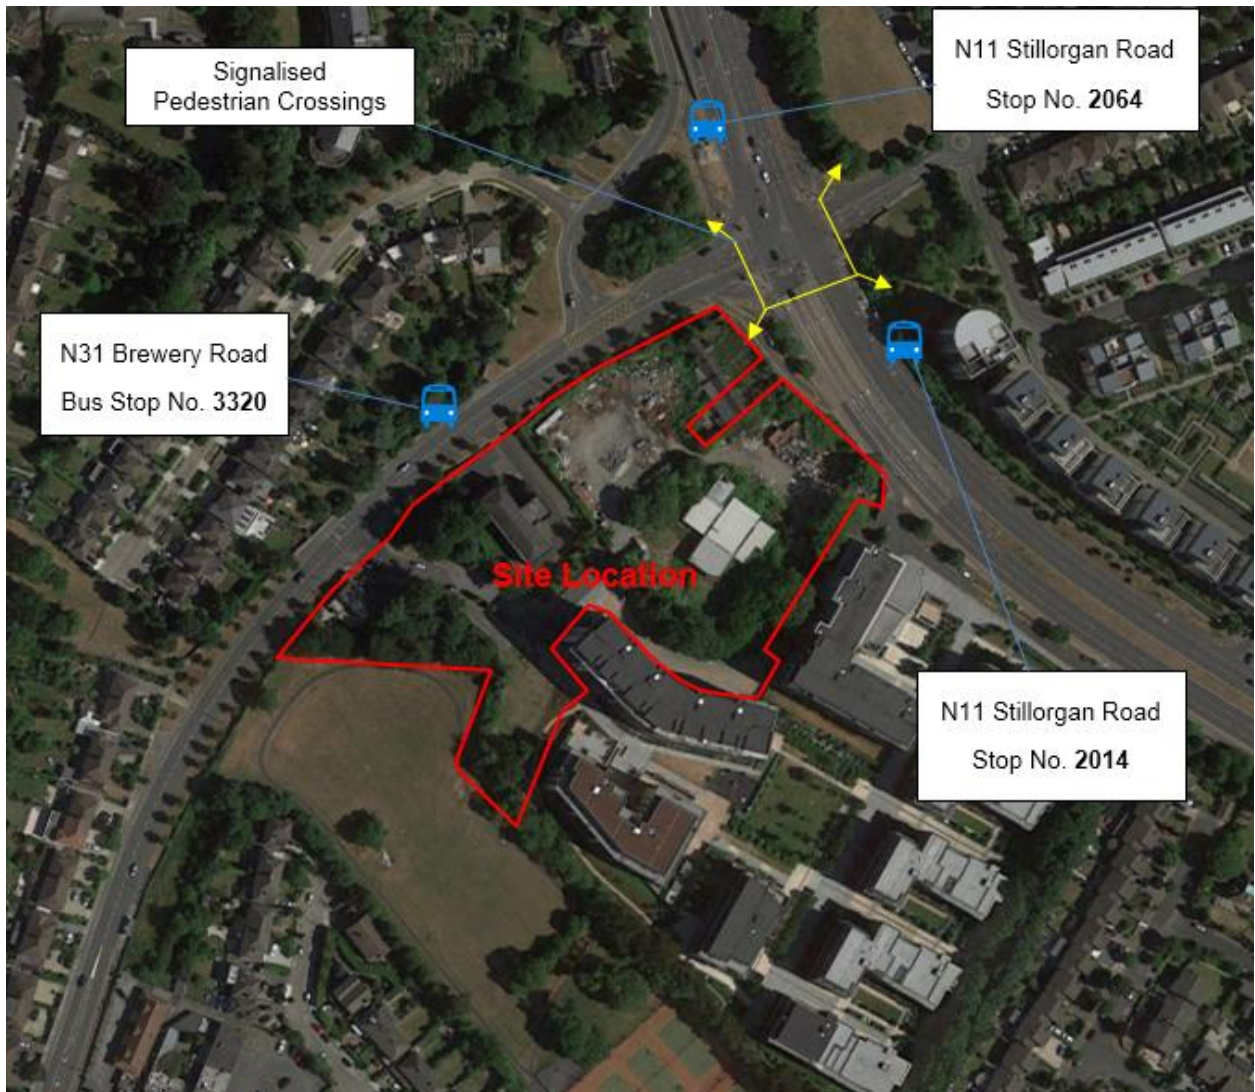 Signalised
Pedestrian Crossings
N11 Stillorgan Road
Stop No. 2064
N31 Brewery Road
Bus Stop No. 3320
Site Location
N11 Stillorgan Road
Stop No. 2014